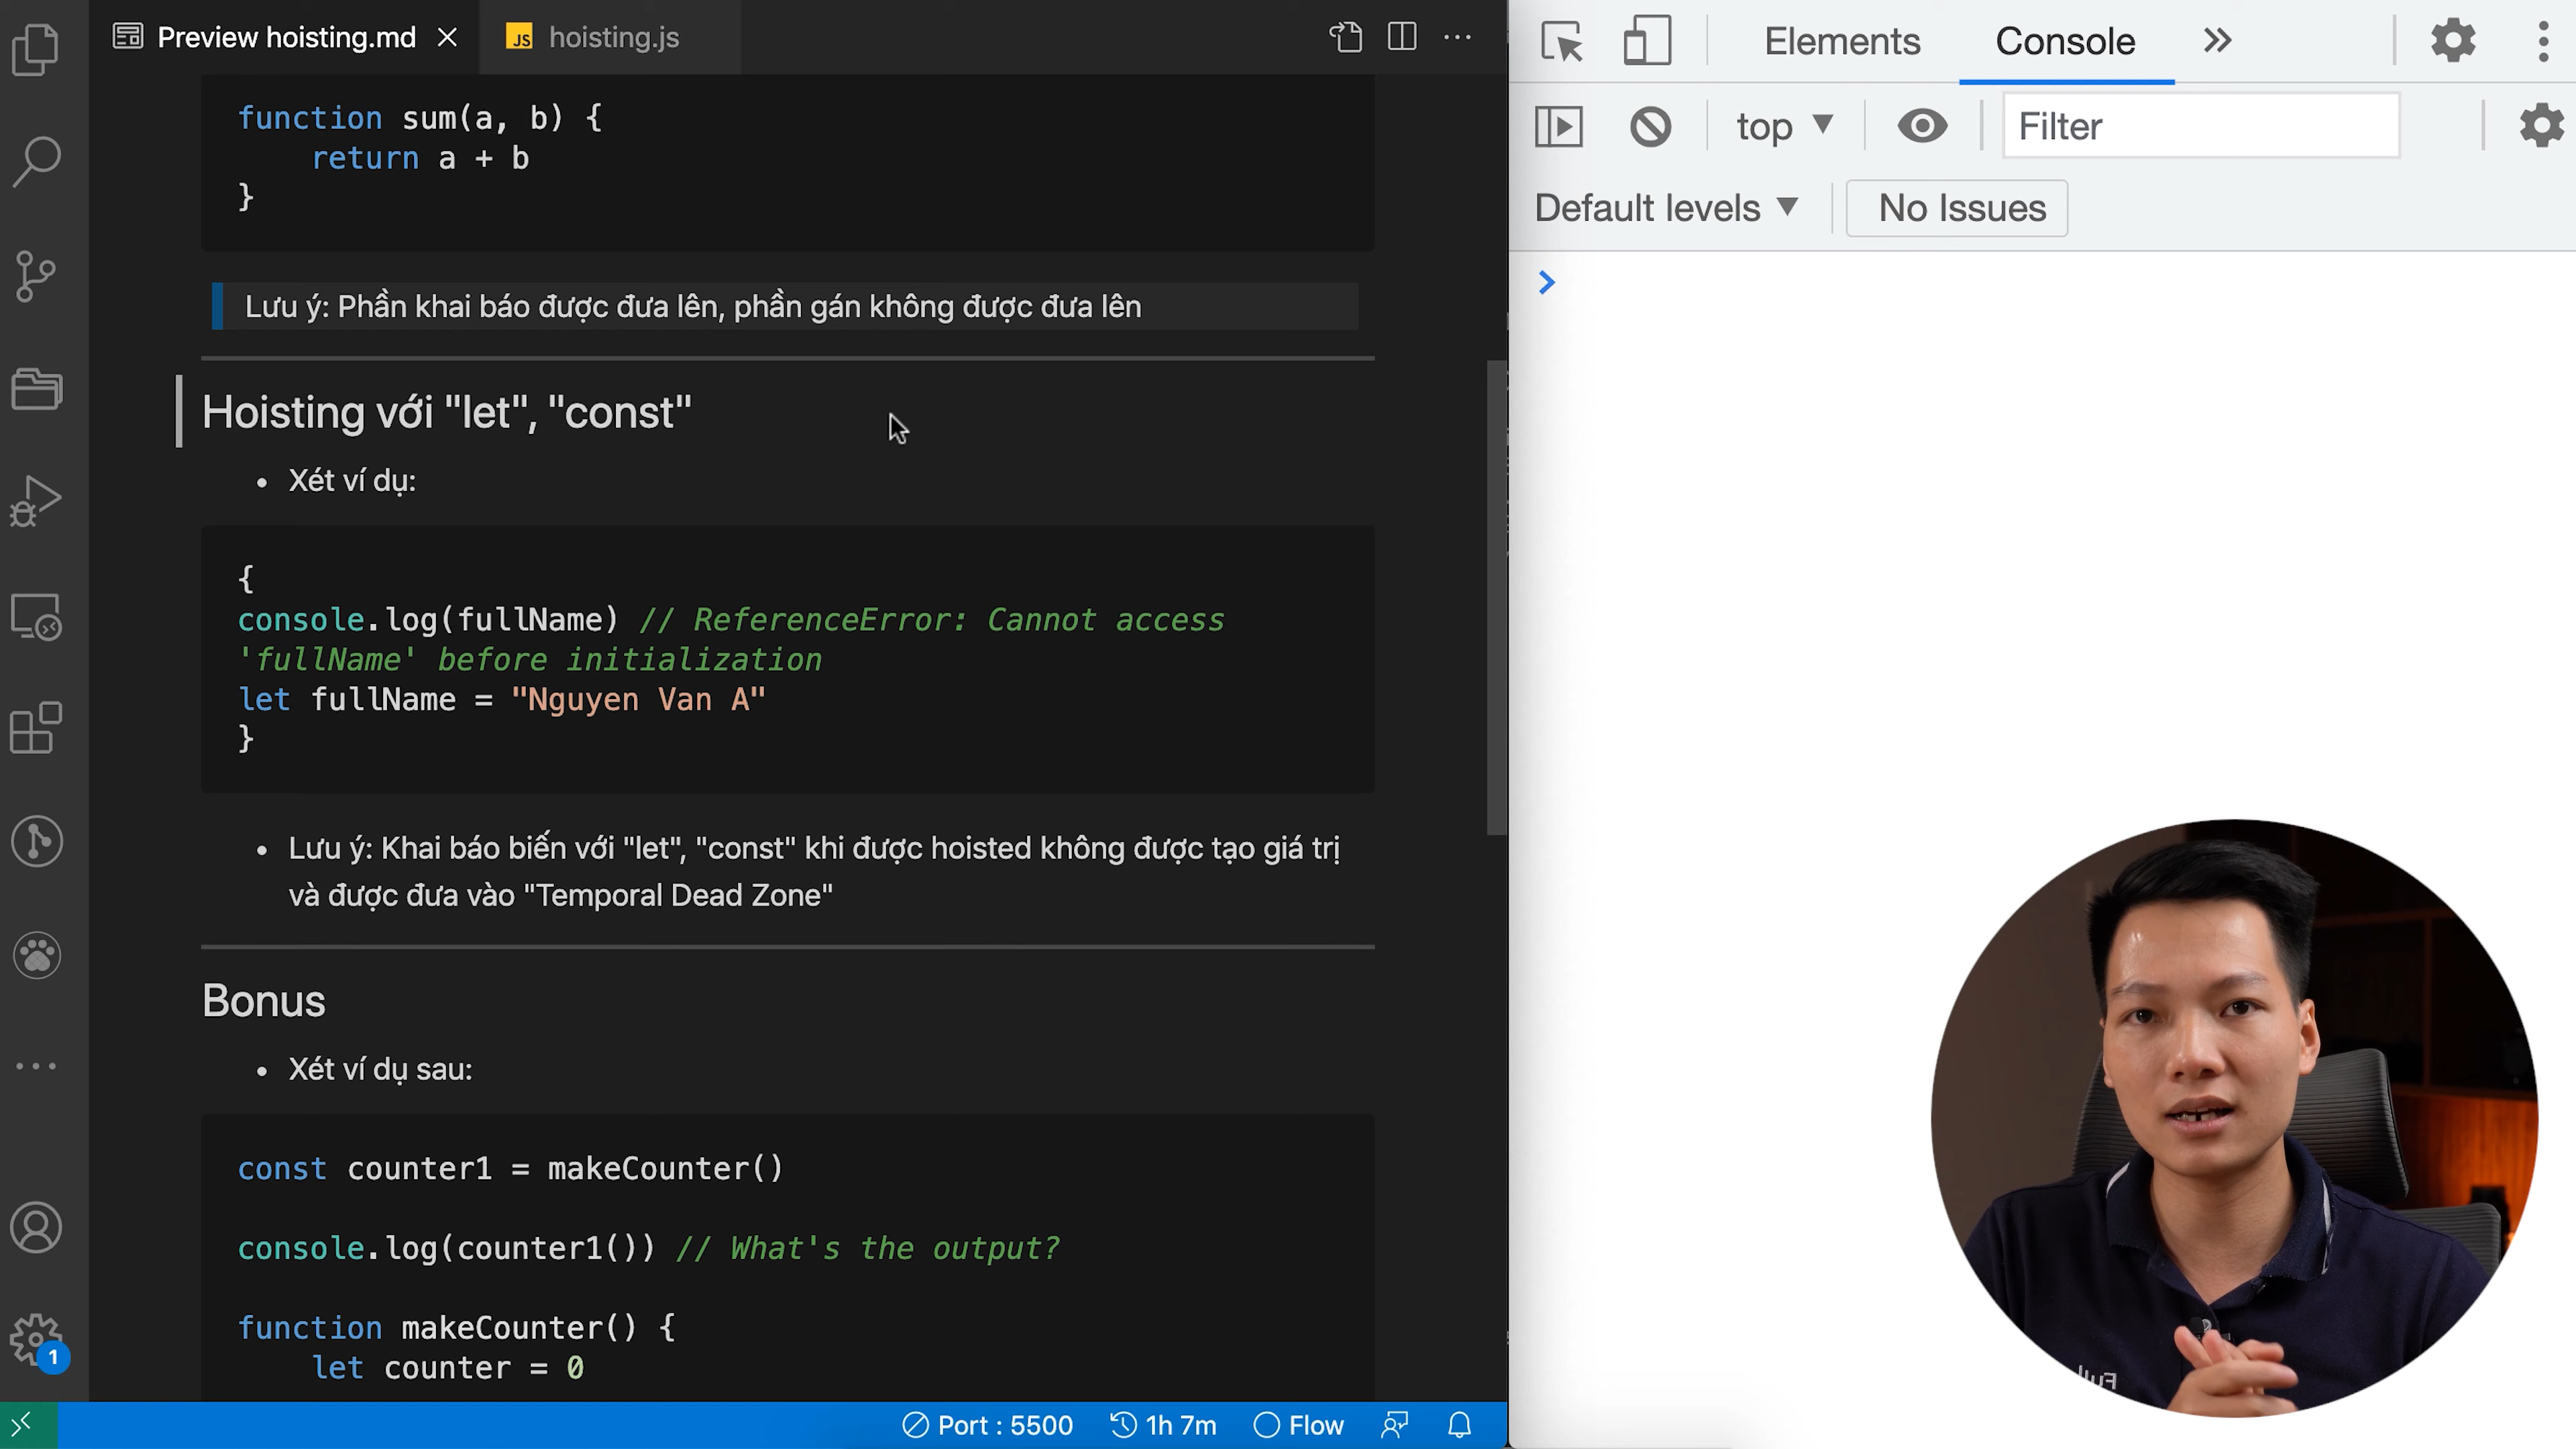 Preview hoisting.md
JS hoisting.js
function sum(a, b) {
return a + b
}
Lưu ý: Phần khai báo được đưa lên, phần gán không được đưa lên
Hoisting với "let", "const"
• Xét ví dụ:
{
console.log(fullName) // ReferenceError: Cannot access
'fullName' before initialization
let fullName = "Nguyen Van A"
}
• Lưu ý: Khai báo biến với "let", "const" khi được hoisted không được tạo giá trị
và được đưa vào "Temporal Dead Zone"
Bonus
• Xét ví dụ sau:
const counter1 = makeCounter()
console.log(counter1()) // What's the output?
function makeCounter() {
let counter = 0
1
Port : 5500 1h 7m Flow
Elements Console
top Filter
Default levels No Issues